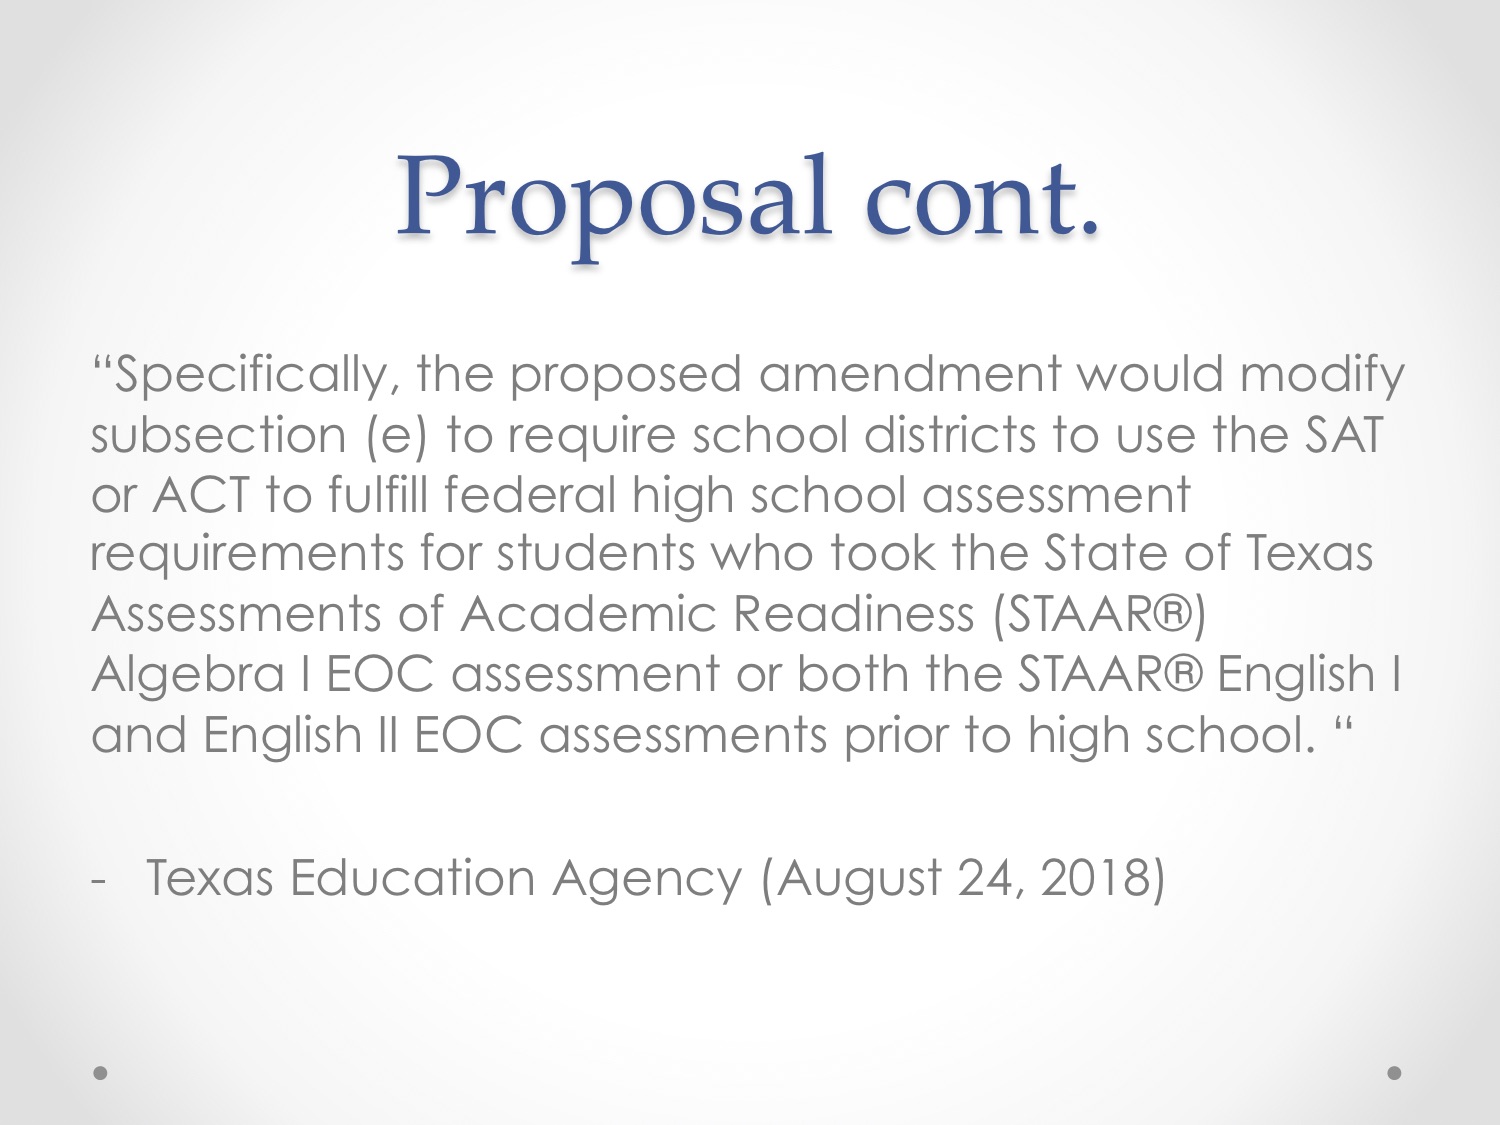 Proposal cont.
“Specifically, the proposed amendment would modify
subsection (e) to require school districts to use the SAT
or ACT to fulfill federal high school assessment
requirements for students who took the State of Texas
Assessments of Academic Readiness (STAAR®)
Algebra I EOC assessment or both the STAAR® English I
and English II EOC assessments prior to high school. “
- Texas Education Agency (August 24, 2018)